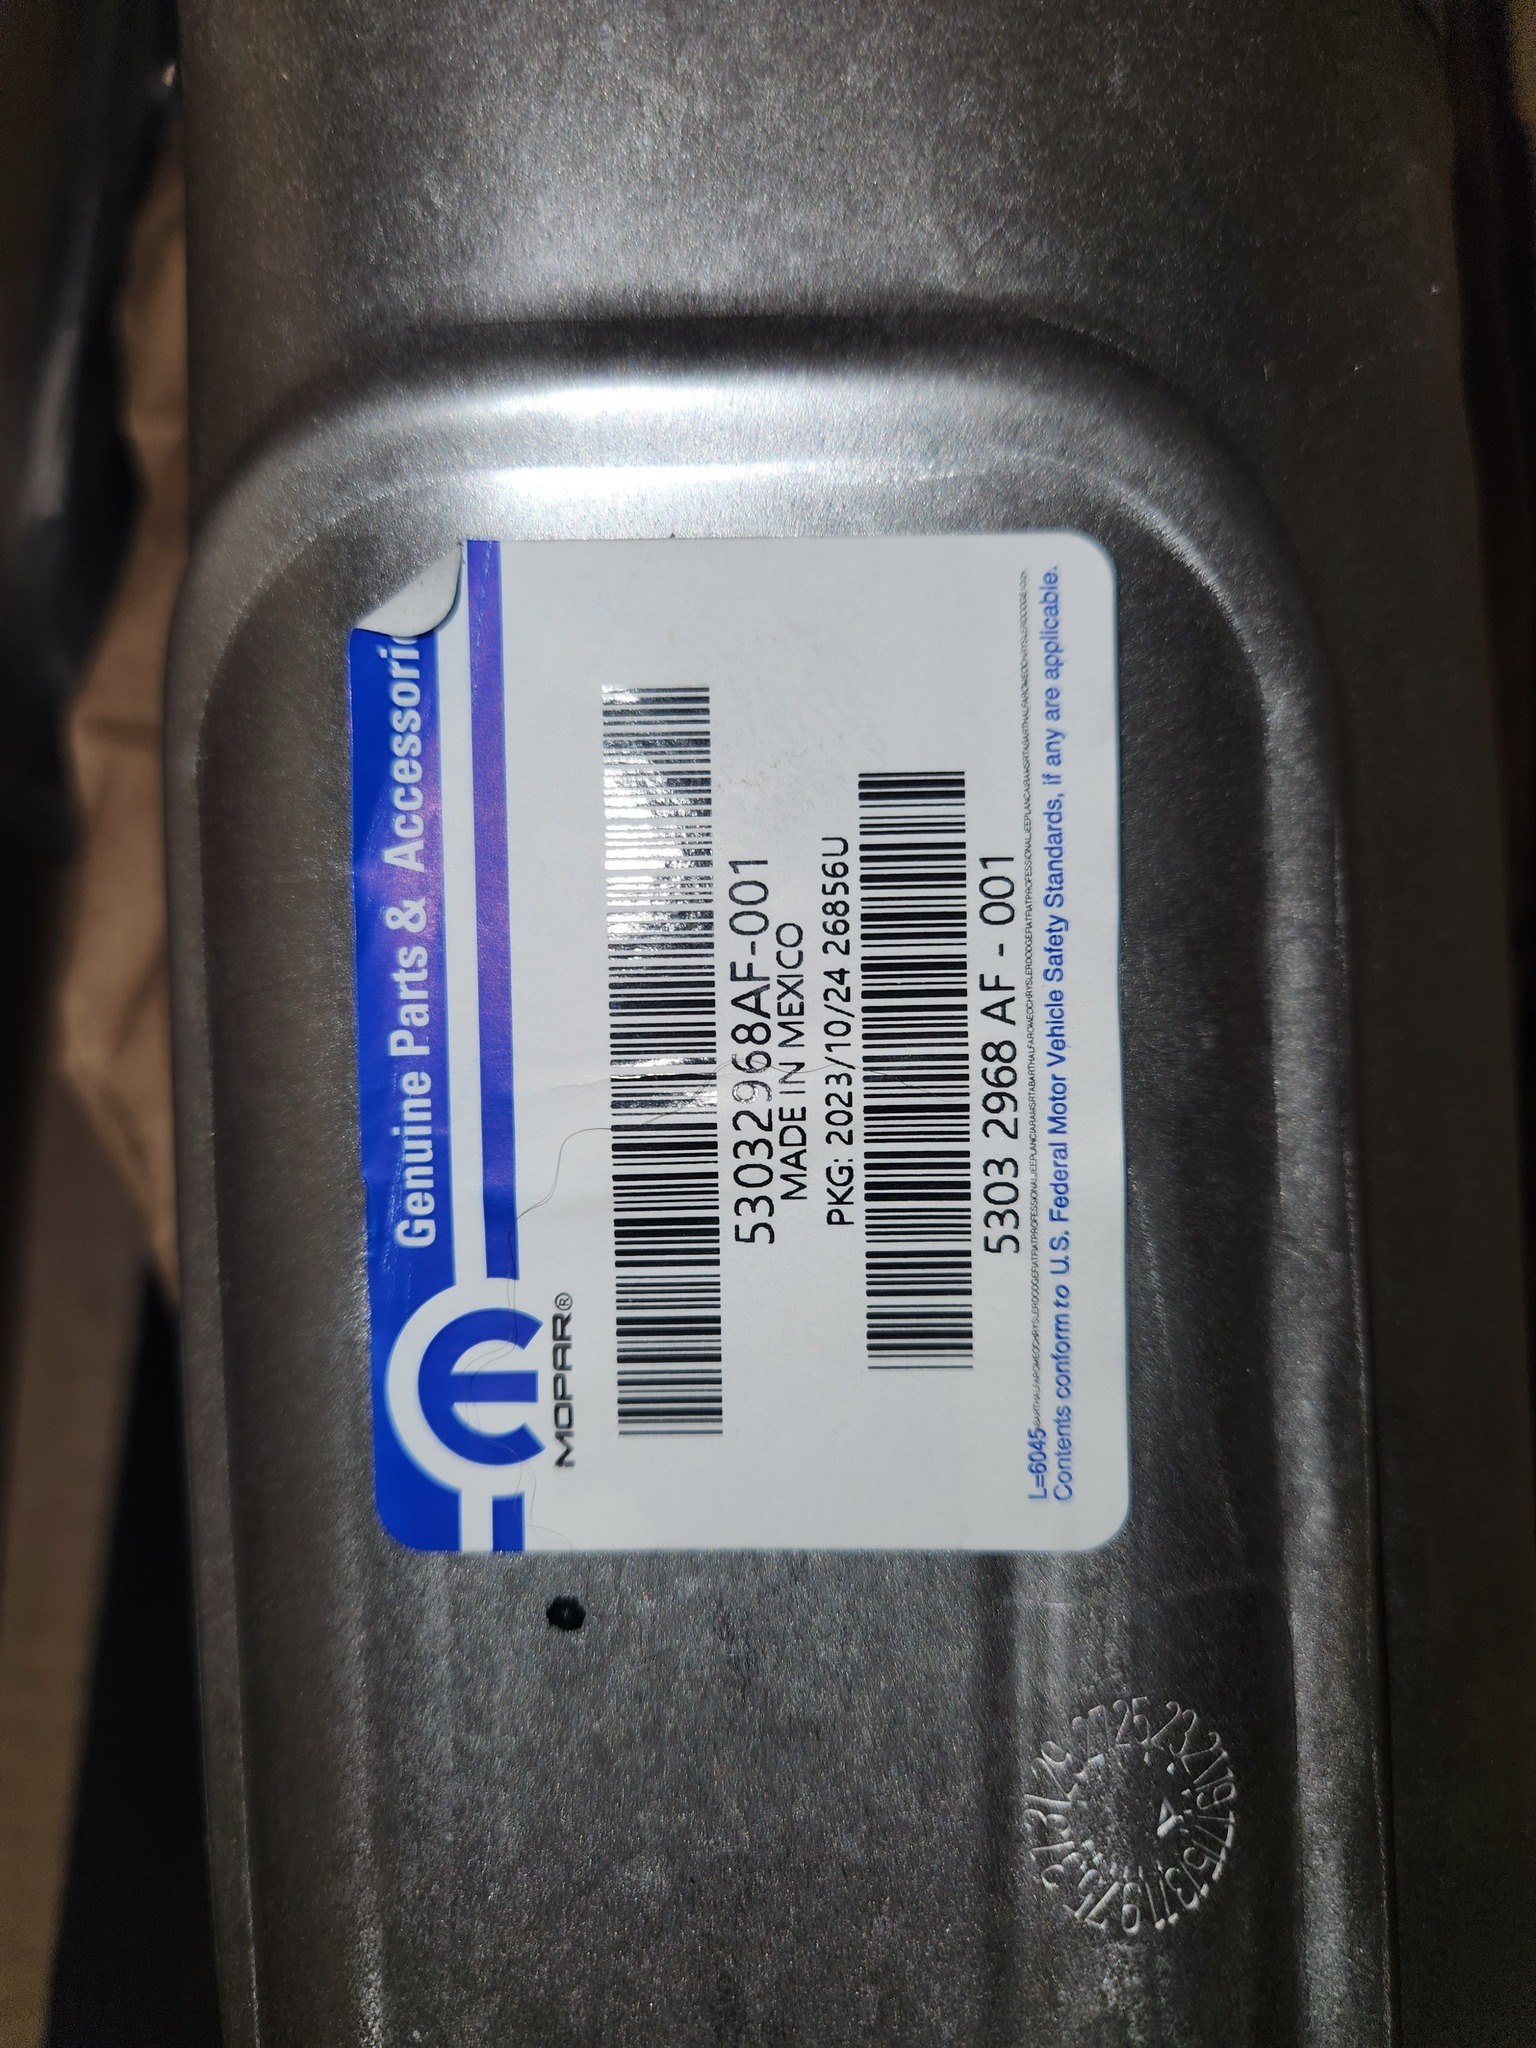 Genuine Parts & Accessori
MOPAR®
53032968AF-001
MADE IN MEXICO
PKG: 2023/10/24 26856U
5303 2968 AF - 001
L=6045
Contents conform to U.S. Federal Motor Vehicle Safety Standards, if any are applicable.